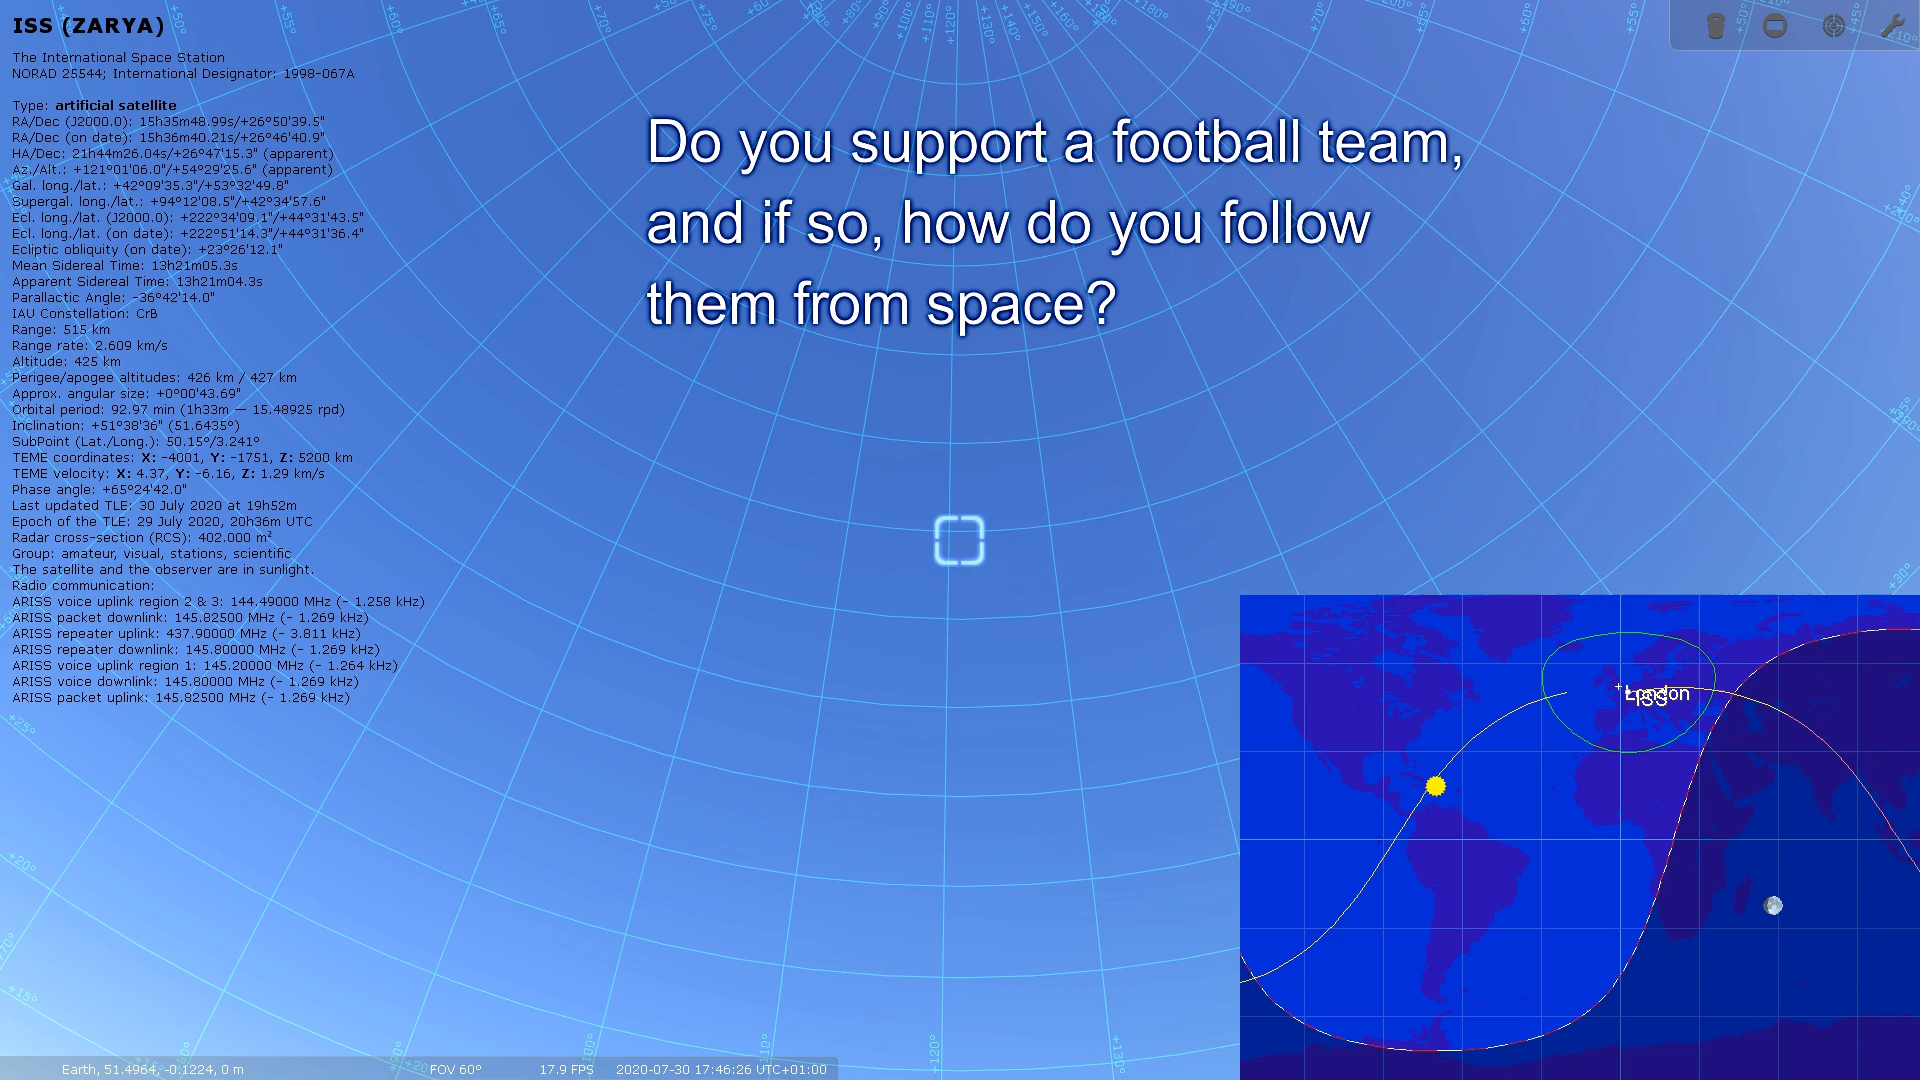 ISS (ZARYA)
The International Space Station
NORAD 25544; International Designator: 1998-067A
Type: artificial satellite
RA/Dec (J2000.0): 15h35m48.99s/+26°50'39.5"
RA/Dec (on date): 15h36m40.21s/+26°46'40.9"
HA/Dec: 21h44m26.04s/+26°47'15.3" (apparent)
Az./Alt.: +121°01'06.0"/+54°29'25.6" (apparent)
Gal. long./lat.: +42°09'35.3"/+53°32'49.8"
Supergal. long./lat.: +94°12'08.5"/+42°34'57.6"
Ecl. long./lat. (J2000.0): +222°34'09.1"/+44°31'43.5"
Ecl. long./lat. (on date): +222°51'14.3"/+44°31'36.4"
Ecliptic obliquity (on date): +23°26'12.1"
Mean Sidereal Time: 13h21m05.3s
Apparent Sidereal Time: 13h21m04.3s
Parallactic Angle: -36°42'14.0"
IAU Constellation: CrB
Range: 515 km
Range rate: 2.609 km/s
Altitude: 425 km
Perigee/apogee altitudes: 426 km / 427 km
Approx. angular size: +0°00'43.69"
Orbital period: 92.97 min (1h33m — 15.48925 rpd)
Inclination: +51°38'36" (51.6435°)
SubPoint (Lat./Long.): 50.15°/3.241°
TEME coordinates: X: -4001, Y: -1751, Z: 5200 km
TEME velocity: X: 4.37, Y: -6.16, Z: 1.29 km/s
Phase angle: +65°24'42.0"
Last updated TLE: 30 July 2020 at 19h52m
Epoch of the TLE: 29 July 2020, 20h36m UTC
Radar cross-section (RCS): 402.000 m²
Group: amateur, visual, stations, scientific
The satellite and the observer are in sunlight.
Radio communication:
ARISS voice uplink region 2 & 3: 144.49000 MHz (- 1.258 kHz)
ARISS packet downlink: 145.82500 MHz (- 1.269 kHz)
ARISS repeater uplink: 437.90000 MHz (- 3.811 kHz)
ARISS repeater downlink: 145.80000 MHz (- 1.269 kHz)
ARISS voice uplink region 1: 145.20000 MHz (- 1.264 kHz)
ARISS voice downlink: 145.80000 MHz (- 1.269 kHz)
ARISS packet uplink: 145.82500 MHz (- 1.269 kHz)
Do you support a football team,
and if so, how do you follow
them from space?
London
ISS
Earth, 51.4964, -0.1224, 0 m
FOV 60°
17.9 FPS
2020-07-30 17:46:26 UTC+01:00